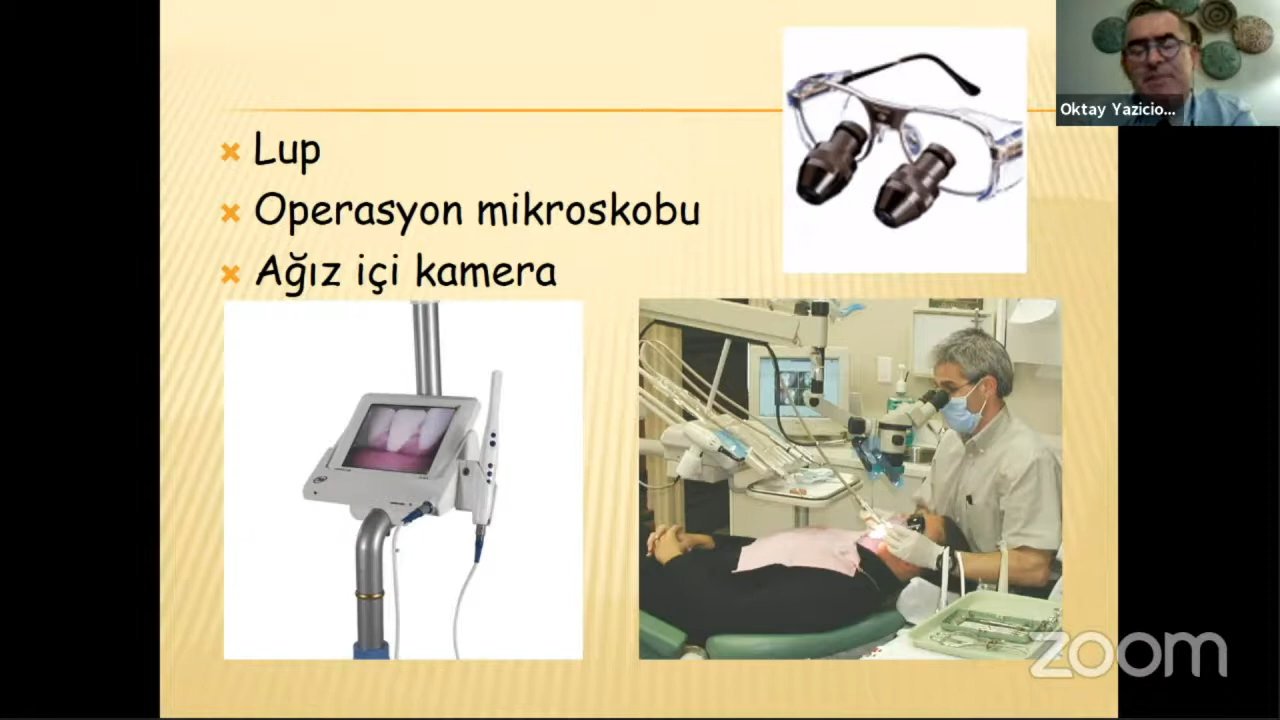 Oktay Yazicio...
Lup
Operasyon mikroskobu
Ağız içi kamera
zoom